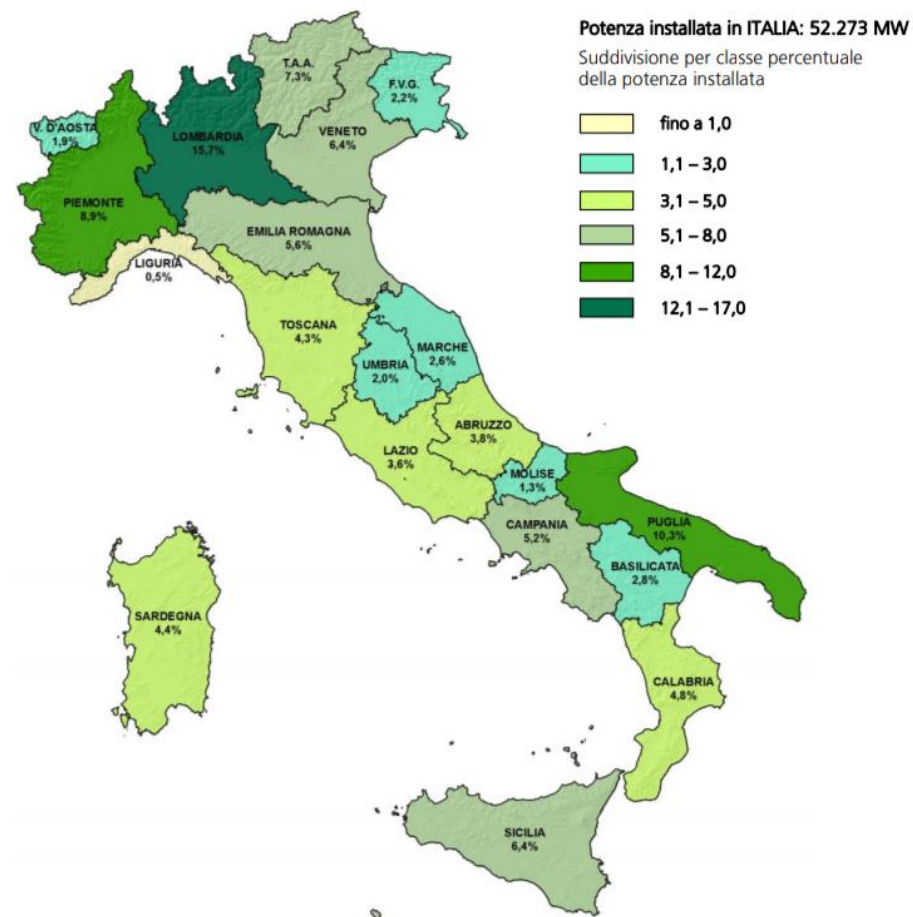 Potenza installata in ITALIA: 52.273 MW
Suddivisione per classe percentuale
della potenza installata
fino a 1,0
1,1 – 3,0
3,1 – 5,0
5,1 – 8,0
8,1 – 12,0
12,1 – 17,0
T.A.A.
7,3%
F.V.G.
2,2%
V. D'AOSTA
1,9%
LOMBARDIA
15,7%
VENETO
6,4%
PIEMONTE
8,9%
EMILIA ROMAGNA
5,6%
LIGURIA
0,5%
TOSCANA
4,3%
MARCHE
2,6%
UMBRIA
2,0%
ABRUZZO
3,8%
LAZIO
3,6%
MOLISE
1,3%
CAMPANIA
5,2%
PUGLIA
10,3%
BASILICATA
2,8%
SARDEGNA
4,4%
CALABRIA
4,8%
SICILIA
6,4%